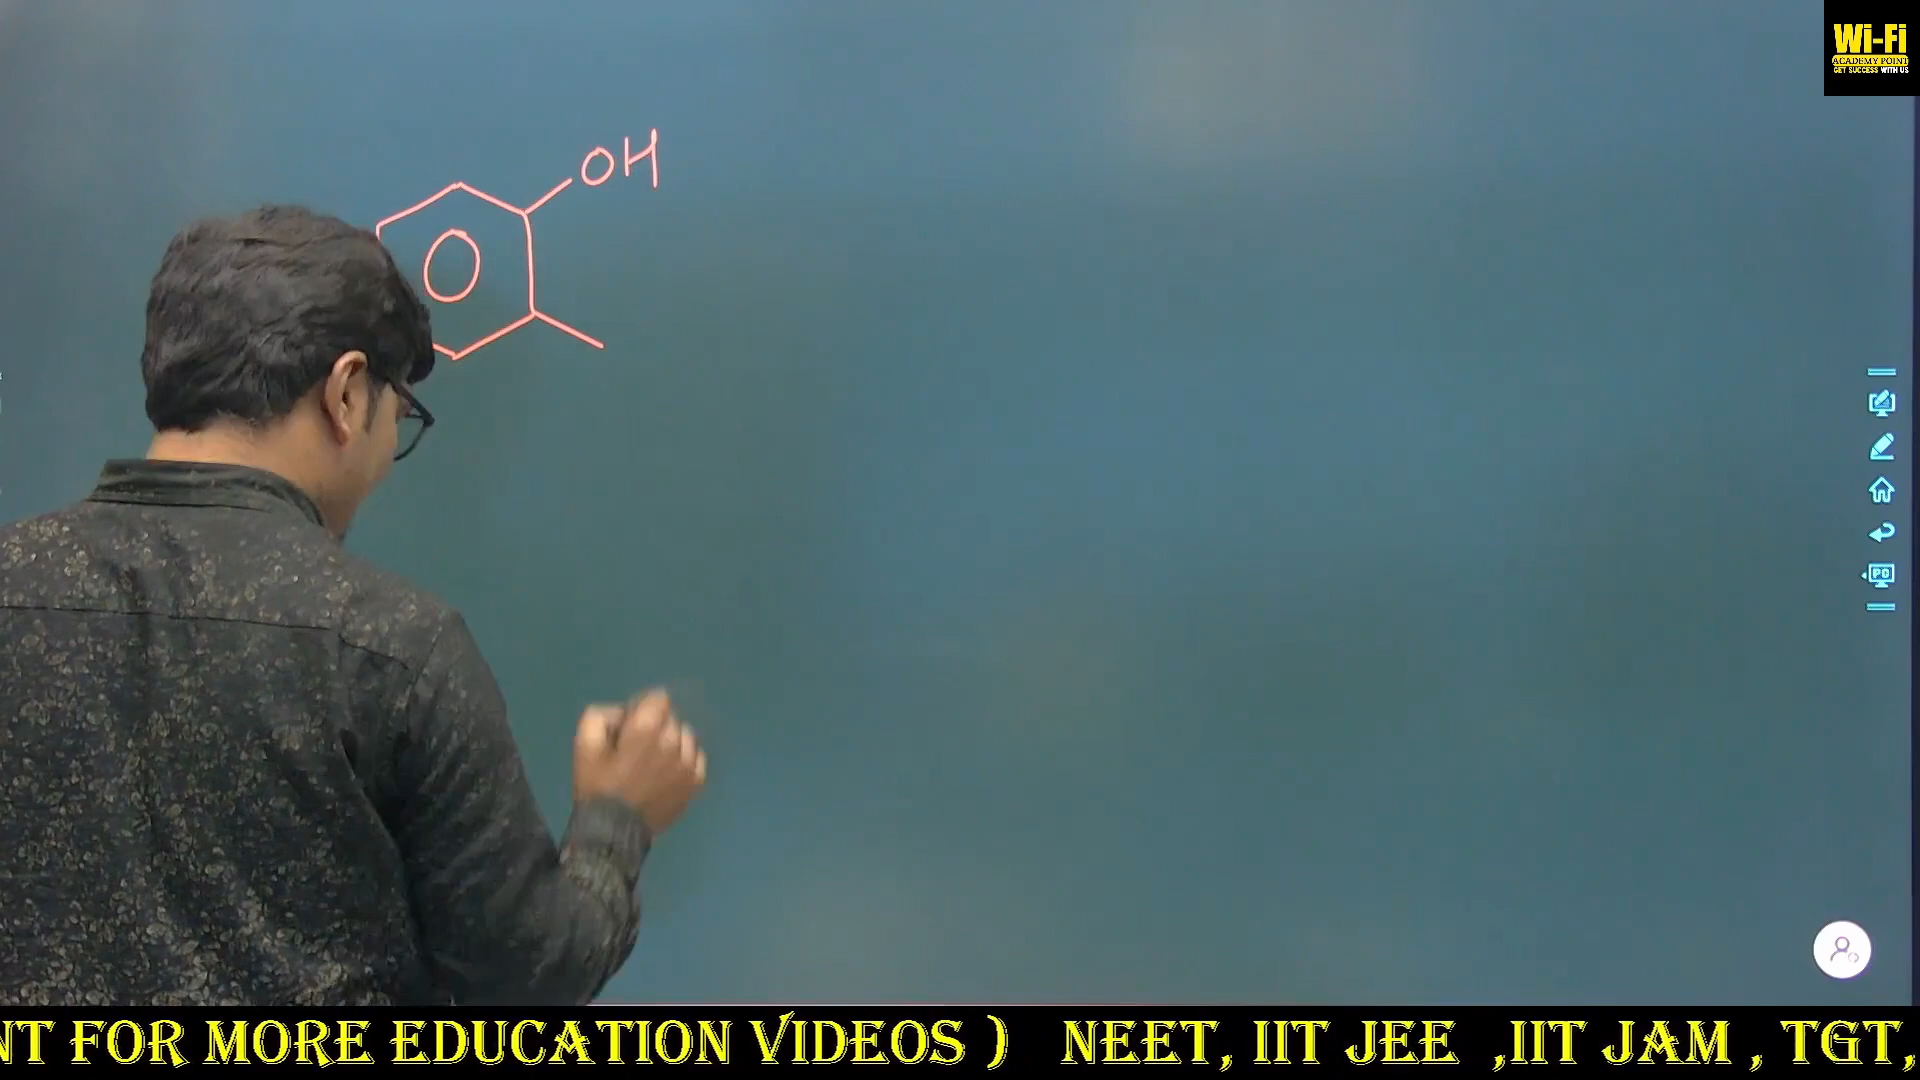 Wi-Fi
ACADEMY POINT
GET SUCCESS WITH US
OH
PC
NT FOR MORE EDUCATION VIDEOS )   NEET, IIT JEE  ,IIT JAM , TGT,